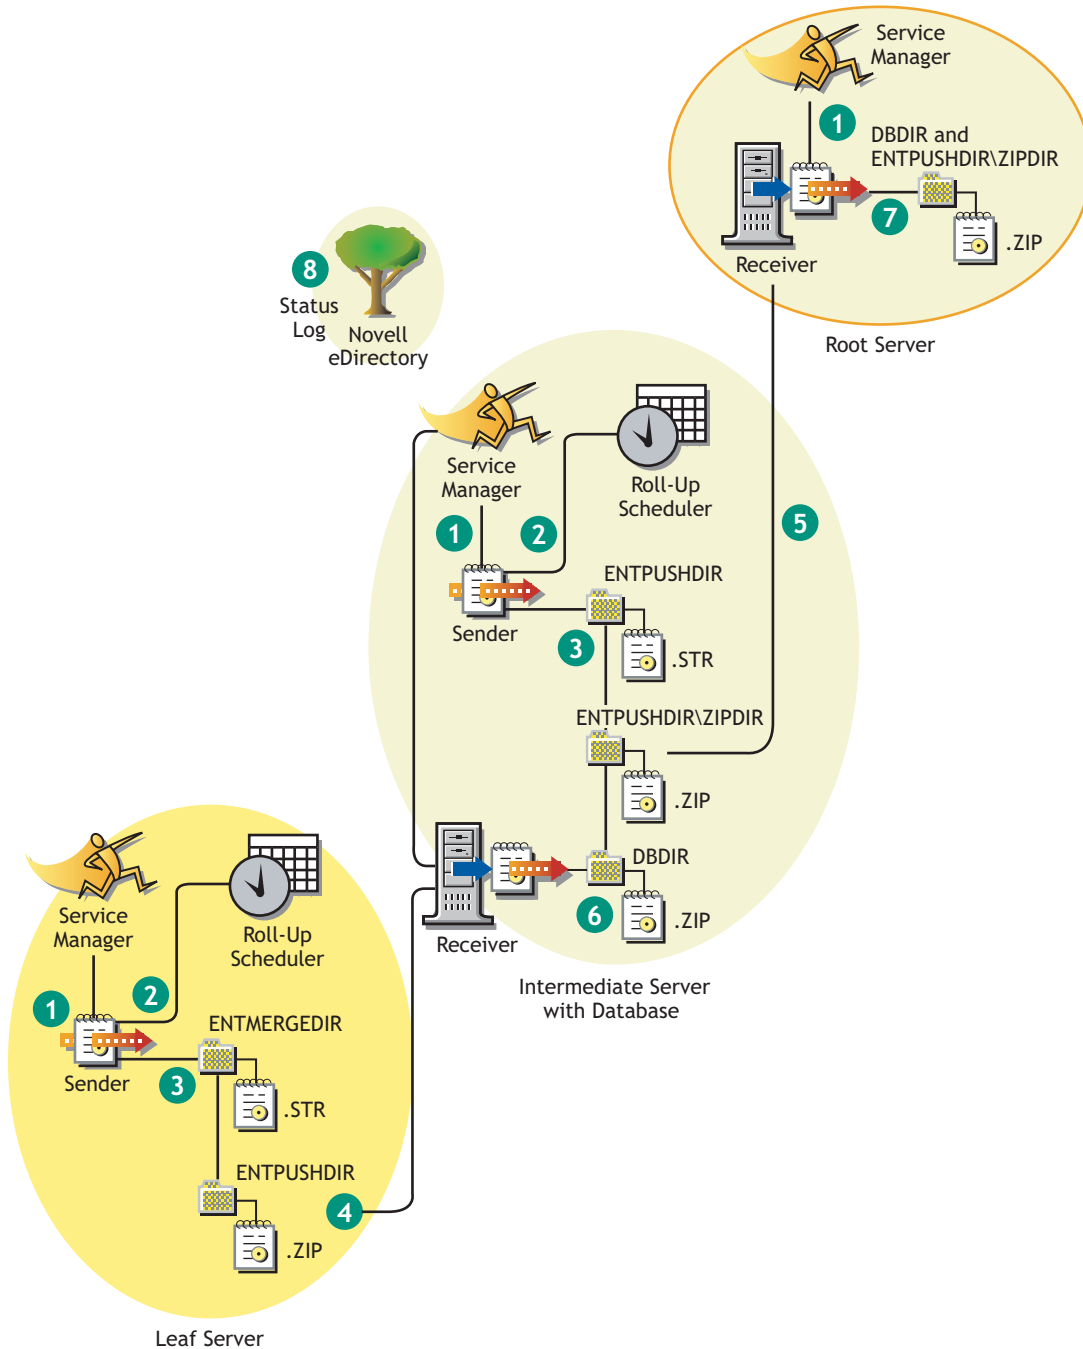 Service
Manager
1
DBDIR and
ENTPUSHDIR\ZIPDIR
7
.ZIP
Receiver
Root Server
8
Status
Log
Novell
eDirectory
Service
Manager
Roll-Up
Scheduler
1
2
5
ENTPUSHDIR
Sender
3
.STR
ENTPUSHDIR\ZIPDIR
.ZIP
DBDIR
6
.ZIP
Receiver
Intermediate Server
with Database
Service
Manager
Roll-Up
Scheduler
1
2
ENTMERGEDIR
Sender
3
.STR
ENTPUSHDIR
4
.ZIP
Leaf Server